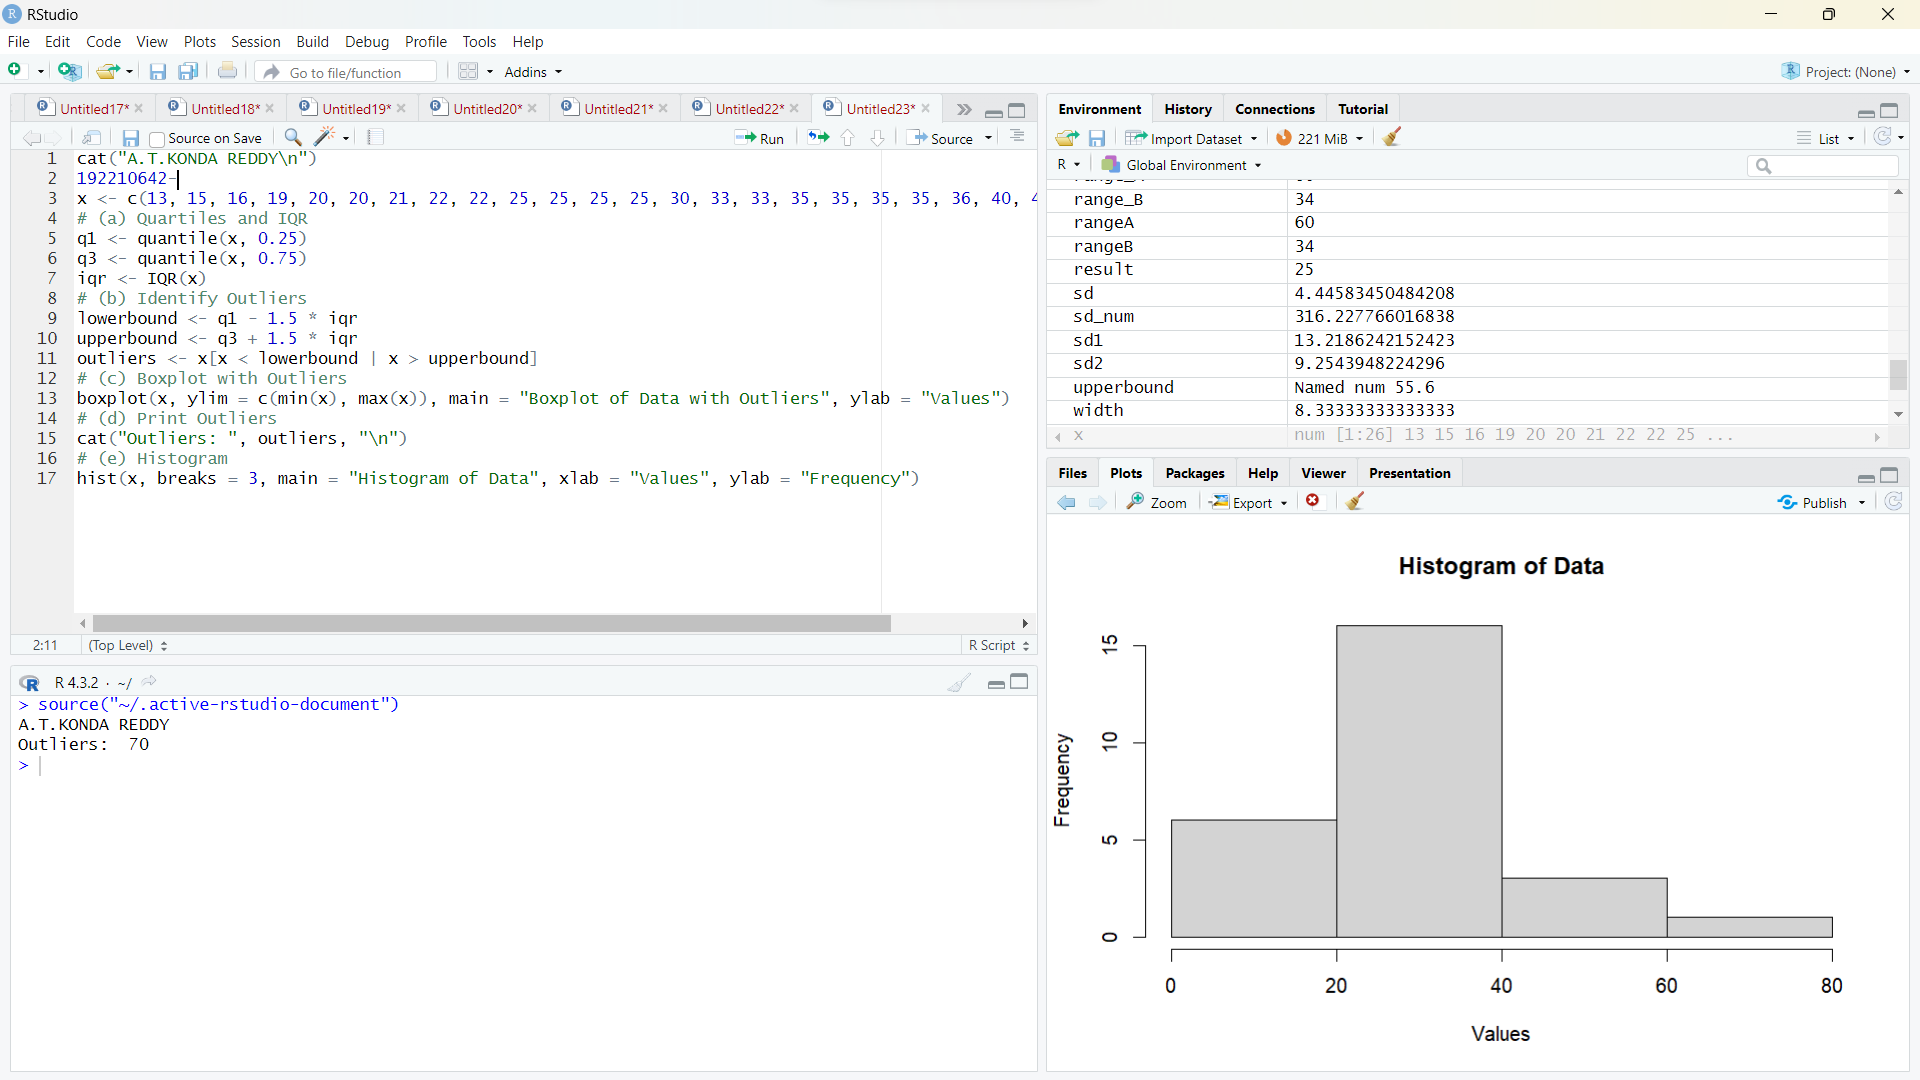 RStudio
File Edit Code View Plots Session Build Debug Profile Tools Help
Go to file/function Addins Project: (None)
Untitled17* Untitled18* Untitled19* Untitled20* Untitled21* Untitled22* Untitled23*
Source on Save Run Source
1 cat("A.T.KONDA REDDY\n")
2 192210642-
3 x <- c(13, 15, 16, 19, 20, 20, 21, 22, 22, 25, 25, 25, 25, 30, 33, 33, 35, 35, 35, 35, 36, 40,
4 # (a) Quartiles and IQR
5 q1 <- quantile(x, 0.25)
6 q3 <- quantile(x, 0.75)
7 iqr <- IQR(x)
8 # (b) Identify Outliers
9 lowerbound <- q1 - 1.5 * iqr
10 upperbound <- q3 + 1.5 * iqr
11 outliers <- x[x < lowerbound | x > upperbound]
12 # (c) Boxplot with Outliers
13 boxplot(x, ylim = c(min(x), max(x)), main = "Boxplot of Data with Outliers", ylab = "Values")
14 # (d) Print Outliers
15 cat("Outliers: ", outliers, "\n")
16 # (e) Histogram
17 hist(x, breaks = 3, main = "Histogram of Data", xlab = "Values", ylab = "Frequency")
2:11 (Top Level) R Script
R 4.3.2 · ~/
> source("~/.active-rstudio-document")
A.T.KONDA REDDY
Outliers:  70
>
Environment History Connections Tutorial
Import Dataset 221 MiB List
R Global Environment
range_B 34
rangeA 60
rangeB 34
result 25
sd 4.44583450484208
sd_num 316.227766016838
sd1 13.2186242152423
sd2 9.2543948224296
upperbound Named num 55.6
width 8.33333333333333
x num [1:26] 13 15 16 19 20 20 21 22 22 25 ...
Files Plots Packages Help Viewer Presentation
Zoom Export Publish
Histogram of Data
Frequency
15
10
5
0
0 20 40 60 80
Values